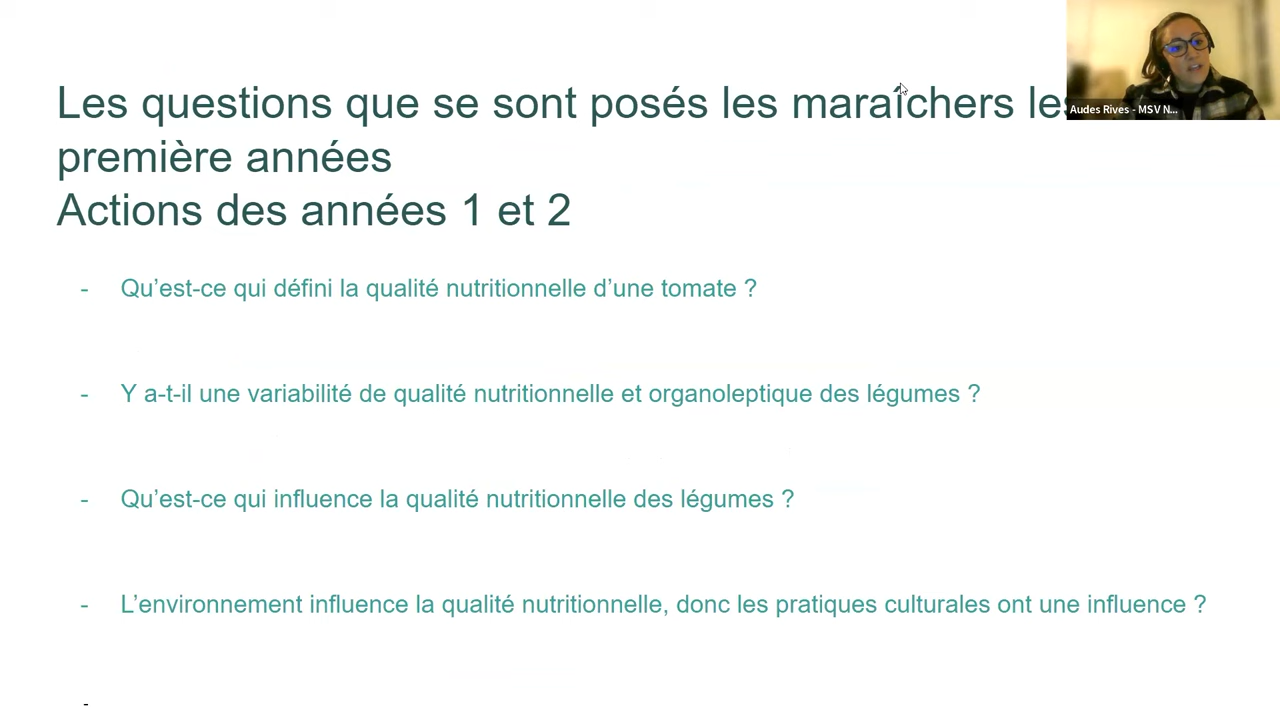 Les questions que se sont posés les maraîchers les
première années
Actions des années 1 et 2
Audes Rives - MSV N...
- Qu’est-ce qui défini la qualité nutritionnelle d’une tomate ?
- Y a-t-il une variabilité de qualité nutritionnelle et organoleptique des légumes ?
- Qu’est-ce qui influence la qualité nutritionnelle des légumes ?
- L’environnement influence la qualité nutritionnelle, donc les pratiques culturales ont une influence ?
-